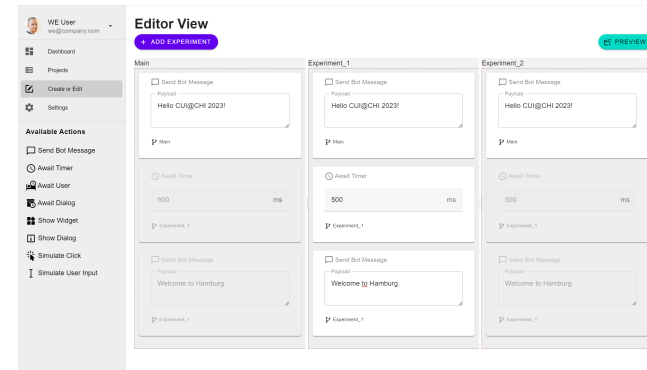 WE User
we@company.com
Dashboard
Projects
Create or Edit
Settings
Available Actions
Send Bot Message
Await Timer
Await User
Await Dialog
Show Widget
Show Dialog
Simulate Click
Simulate User Input
Editor View
+ ADD EXPERIMENT
PREVIEW
Main
Experiment_1
Experiment_2
Send Bot Message
Payload
Hello CUI@CHI 2023!
Main
Send Bot Message
Payload
Hello CUI@CHI 2023!
Main
Send Bot Message
Payload
Hello CUI@CHI 2023!
Main
Await Timer
500 ms
Experiment_1
Await Timer
500 ms
Experiment_1
Await Timer
500 ms
Experiment_1
Send Bot Message
Payload
Welcome to Hamburg.
Experiment_1
Send Bot Message
Payload
Welcome to Hamburg.
Experiment_1
Send Bot Message
Payload
Welcome to Hamburg.
Experiment_1